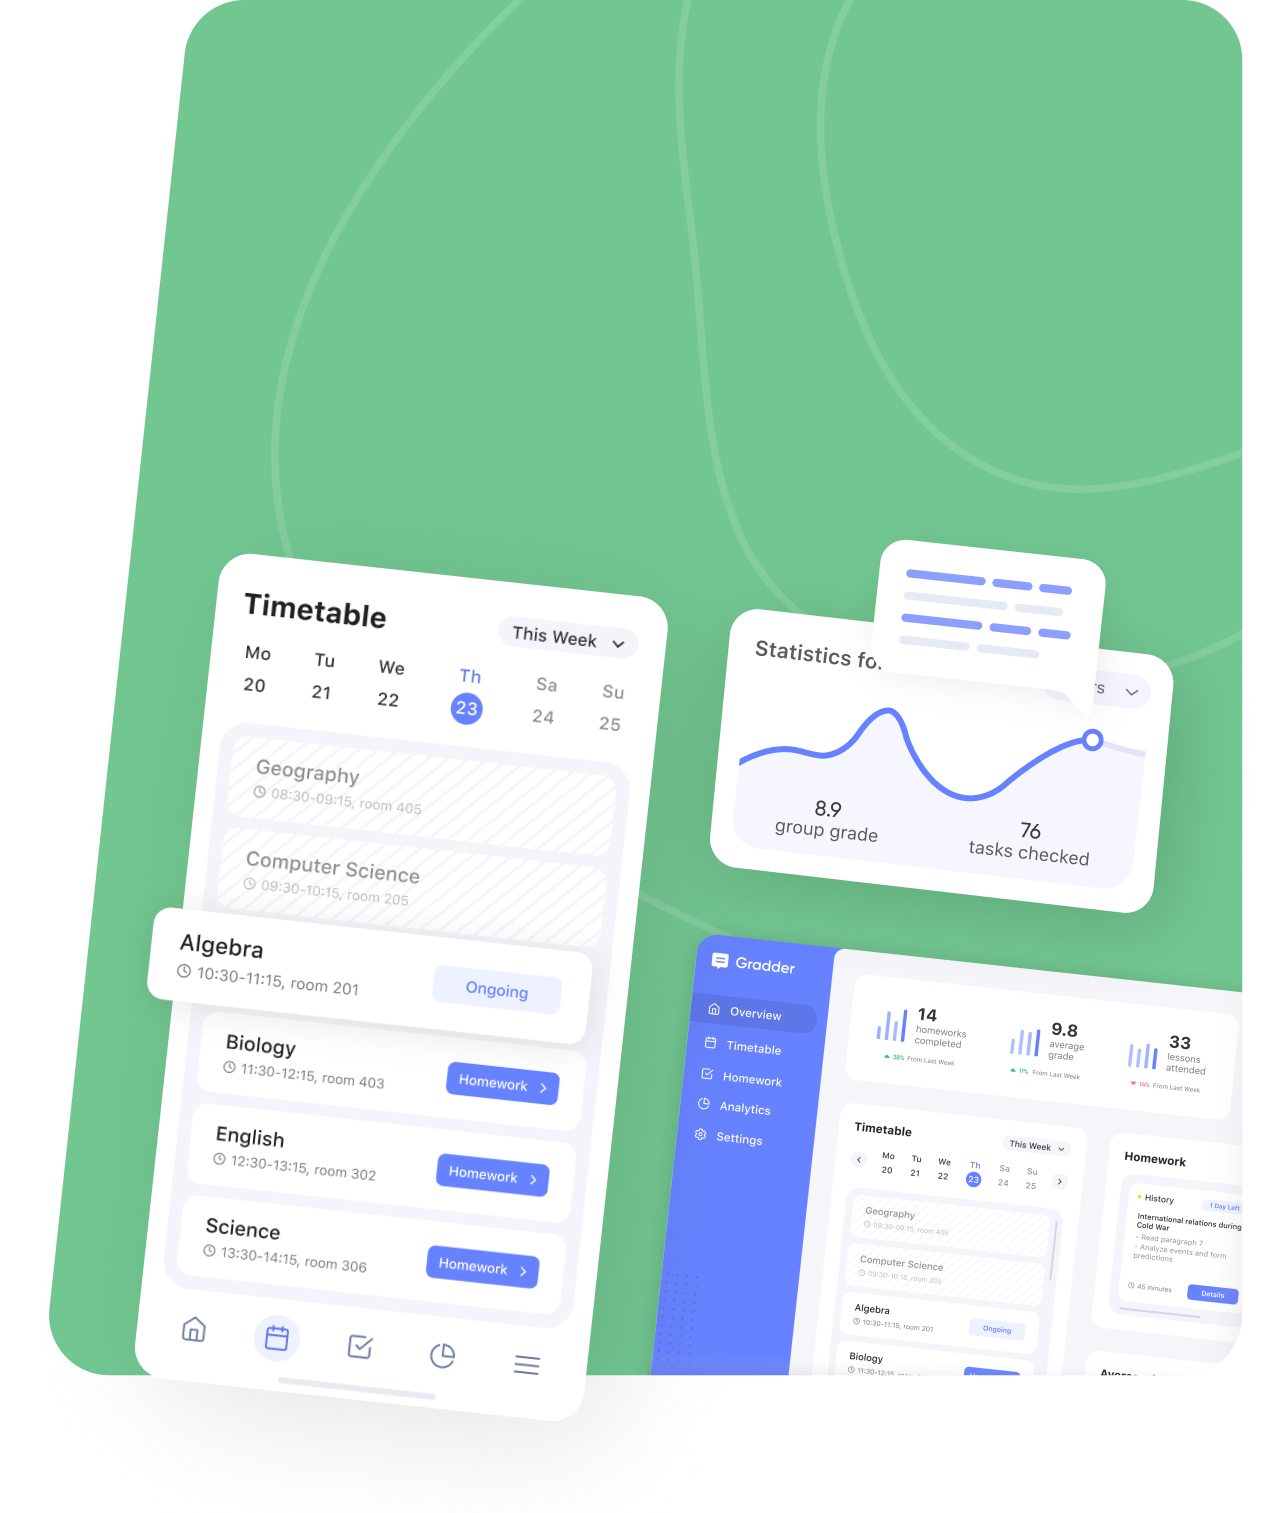 Timetable
This Week
Mo Tu We Th Sa Su
20 21 22 23 24 25
Geography
08:30-09:15, room 405
Computer Science
09:30-10:15, room 205
Algebra
10:30-11:15, room 201
Ongoing
Biology
11:30-12:15, room 403
Homework
English
12:30-13:15, room 302
Homework
Science
13:30-14:15, room 306
Homework
Statistics
8.9
group grade
76
tasks checked
Gradder
Overview
Timetable
Homework
Analytics
Settings
14
homeworks
completed
38% From Last Week
9.8
average
grade
11% From Last Week
33
lessons
attended
14% From Last Week
Timetable
This Week
Mo Tu We Th Sa Su
20 21 22 23 24 25
Geography
08:30-09:15, room 405
Computer Science
09:30-10:15, room 205
Algebra
10:30-11:15, room 201
Ongoing
Biology
11:30-12:15,
Homework
History
1 Day Left
International relations during
Cold War
- Read paragraph 7
- Analyze events and form
predictions
45 minutes
Details